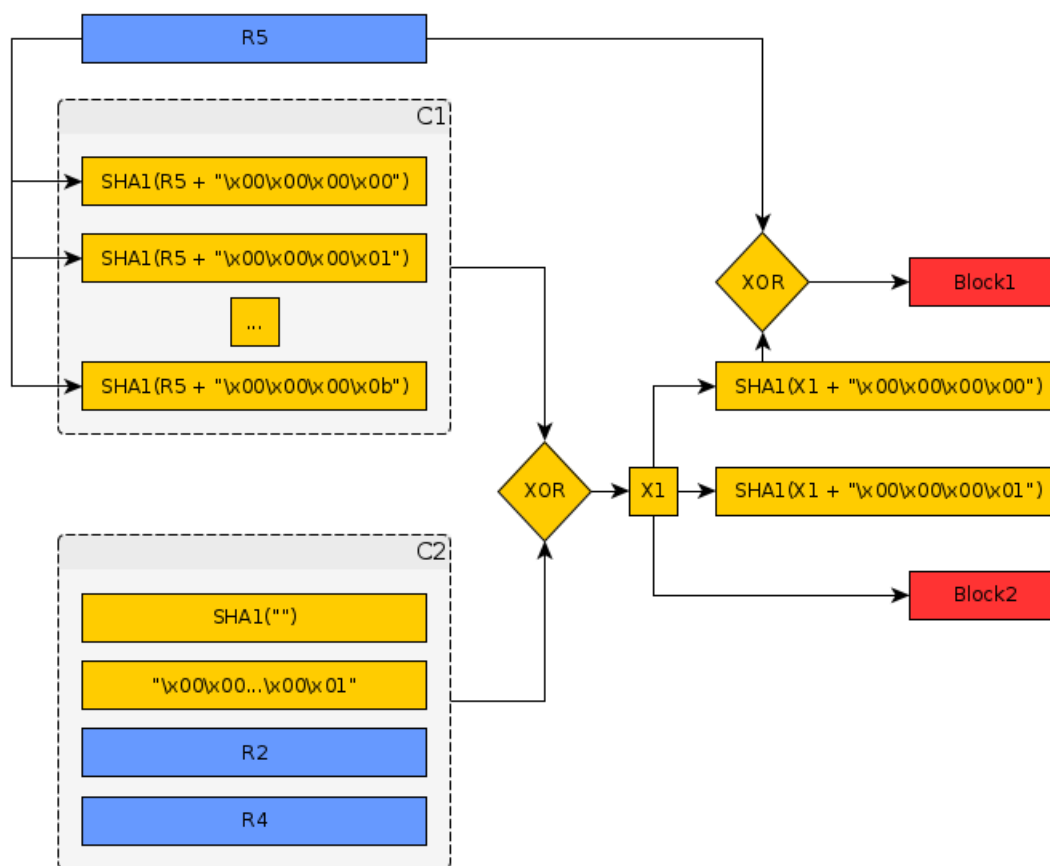 R5
C1
SHA1(R5 + "\x00\x00\x00\x00")
SHA1(R5 + "\x00\x00\x00\x01")
...
SHA1(R5 + "\x00\x00\x00\x0b")
XOR
Block1
SHA1(X1 + "\x00\x00\x00\x00")
XOR
X1
SHA1(X1 + "\x00\x00\x00\x01")
Block2
C2
SHA1("")
"\x00\x00...\x00\x01"
R2
R4